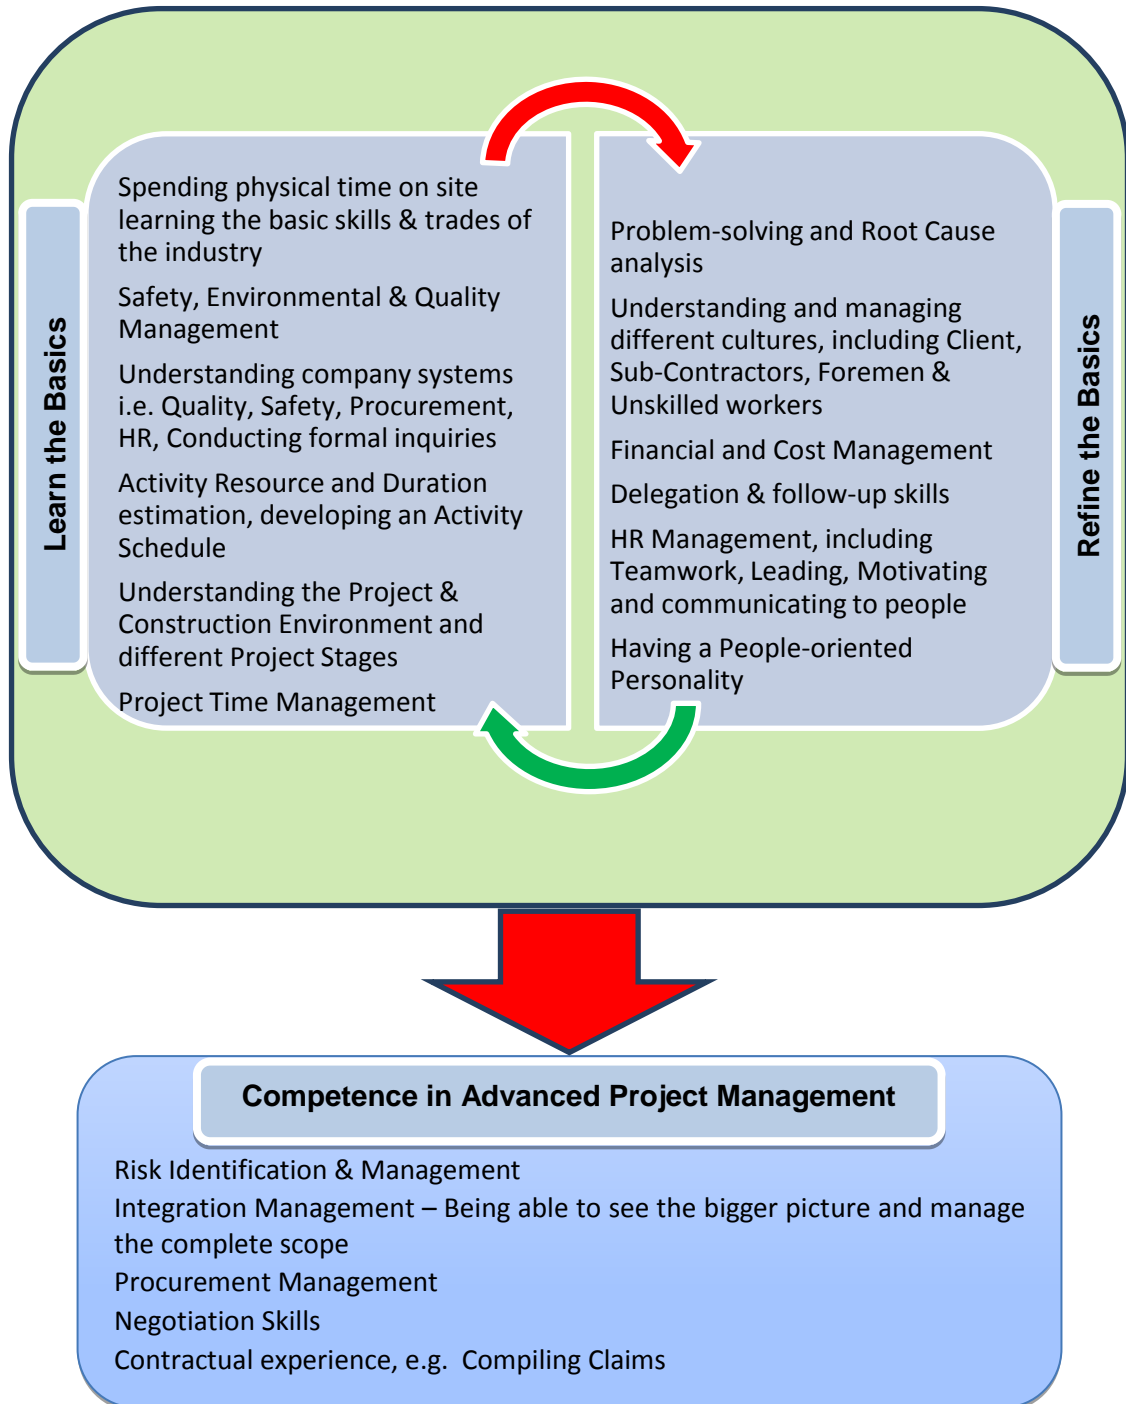 Learn the Basics
Spending physical time on site
learning the basic skills & trades of
the industry
Safety, Environmental & Quality
Management
Understanding company systems
i.e. Quality, Safety, Procurement,
HR, Conducting formal inquiries
Activity Resource and Duration
estimation, developing an Activity
Schedule
Understanding the Project &
Construction Environment and
different Project Stages
Project Time Management
Problem-solving and Root Cause
analysis
Understanding and managing
different cultures, including Client,
Sub-Contractors, Foremen &
Unskilled workers
Financial and Cost Management
Delegation & follow-up skills
HR Management, including
Teamwork, Leading, Motivating
and communicating to people
Having a People-oriented
Personality
Refine the Basics
Competence in Advanced Project Management
Risk Identification & Management
Integration Management – Being able to see the bigger picture and manage
the complete scope
Procurement Management
Negotiation Skills
Contractual experience, e.g.  Compiling Claims